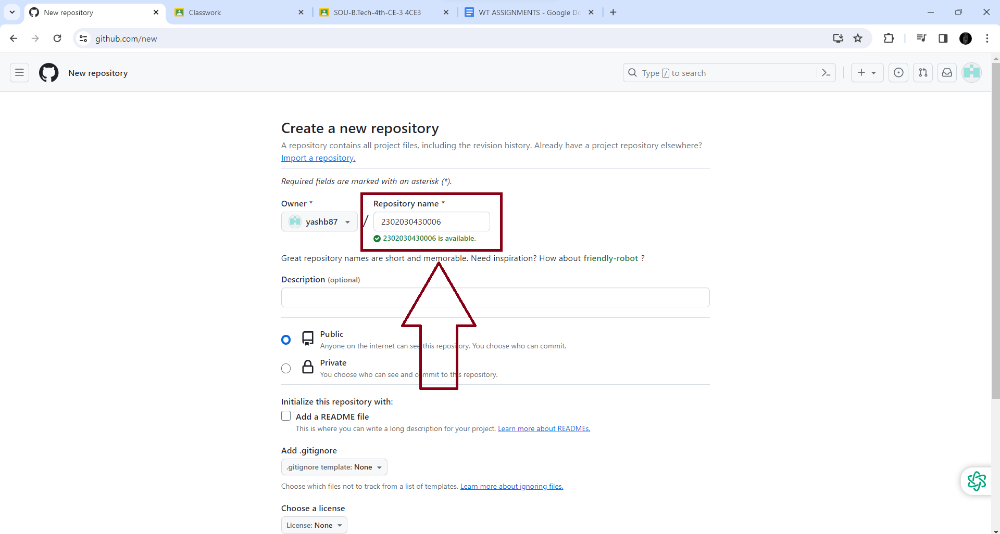 New repository
Classwork
SOU-B.Tech-4th-CE-3 4CE3
WT ASSIGNMENTS - Google Dc
github.com/new
New repository
Type / to search
Create a new repository
A repository contains all project files, including the revision history. Already have a project repository elsewhere?
Import a repository.
Required fields are marked with an asterisk (*).
Owner *
Repository name *
yashb87
/
2302030430006
2302030430006 is available.
Great repository names are short and memorable. Need inspiration? How about friendly-robot ?
Description (optional)
Public
Anyone on the internet can see this repository. You choose who can commit.
Private
You choose who can see and commit to this repository.
Initialize this repository with:
Add a README file
This is where you can write a long description for your project. Learn more about READMEs.
Add .gitignore
.gitignore template: None
Choose which files not to track from a list of templates. Learn more about ignoring files.
Choose a license
License: None